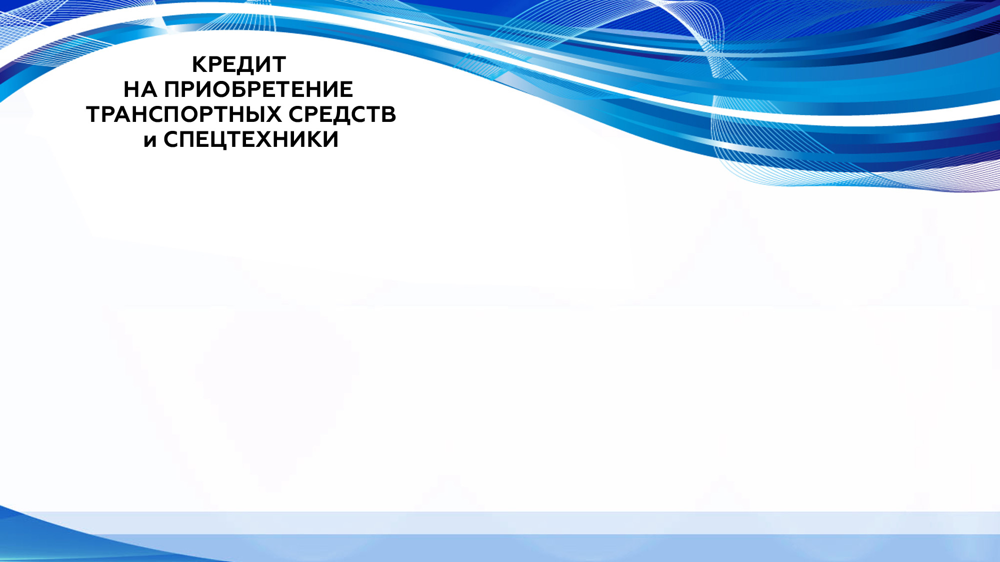 КРЕДИТ
НА ПРИОБРЕТЕНИЕ
ТРАНСПОРТНЫХ СРЕДСТВ
и СПЕЦТЕХНИКИ